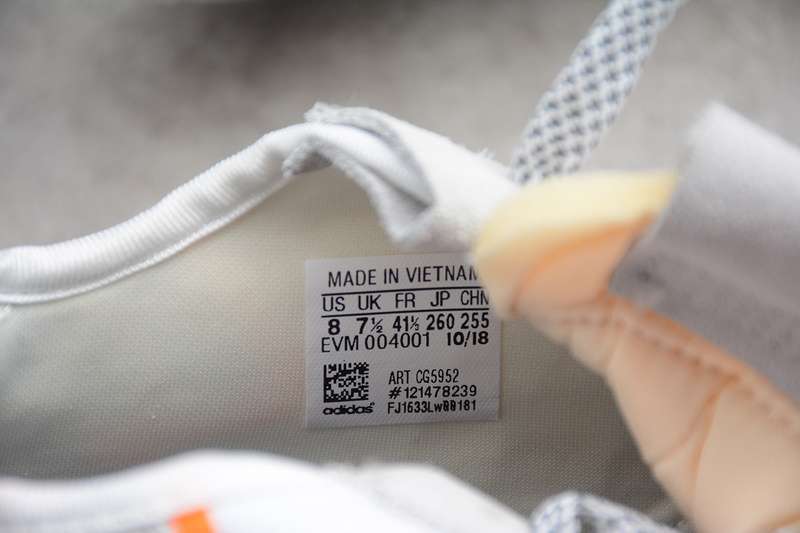 MADE IN VIETNAM
US UK FR JP CHN
8 7½ 41⅓ 260 255
EVM 004001 10/18
ART CG5952
#121478239
adidas